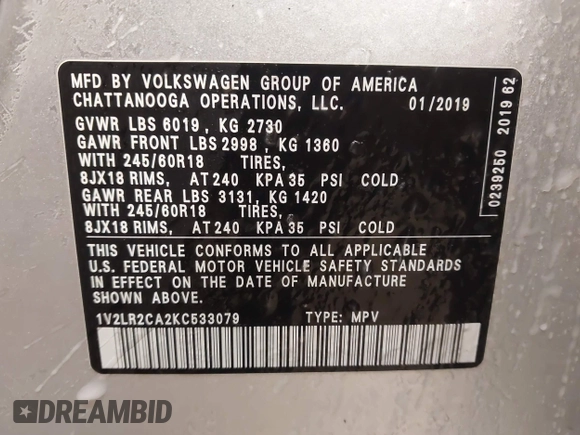 MFD BY VOLKSWAGEN GROUP OF AMERICA
CHATTANOOGA OPERATIONS, LLC. 01/2019
GVWR LBS 6019, KG 2730
GAWR FRONT LBS 2998, KG 1360
WITH 245/60R18 TIRES,
8JX18 RIMS, AT 240 KPA 35 PSI COLD
GAWR REAR LBS 3131, KG 1420
WITH 245/60R18 TIRES,
8JX18 RIMS, AT 240 KPA 35 PSI COLD
THIS VEHICLE CONFORMS TO ALL APPLICABLE
U.S. FEDERAL MOTOR VEHICLE SAFETY STANDARDS
IN EFFECT ON THE DATE OF MANUFACTURE
SHOWN ABOVE.
1V2LR2CA2KC533079 TYPE: MPV
0239250 2019 62
DREAMBID